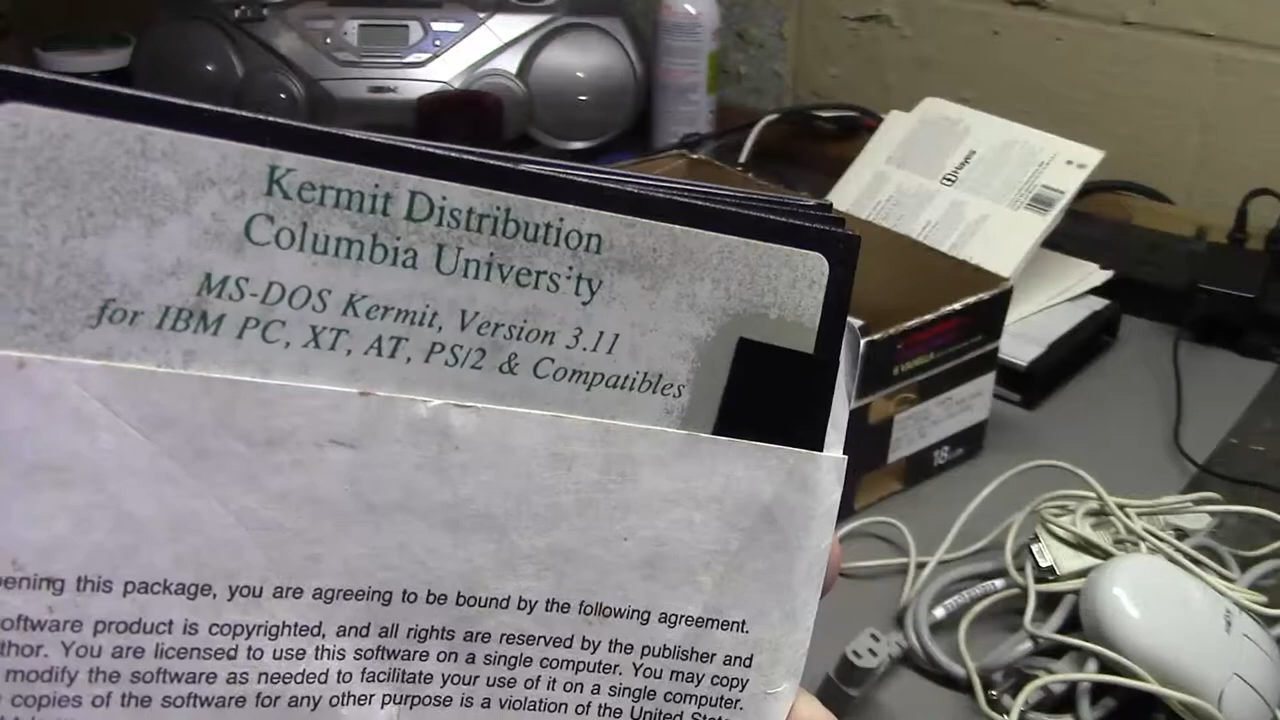 Kermit Distribution
Columbia University
MS-DOS Kermit, Version 3.11
for IBM PC, XT, AT, PS/2 & Compatibles
ening this package, you are agreeing to be bound by the following agreement.
oftware product is copyrighted, and all rights are reserved by the publisher and
thor. You are licensed to use this software on a single computer. You may copy
modify the software as needed to facilitate your use of it on a single computer.
copies of the software for any other purpose is a violation of the United
Hayes
18